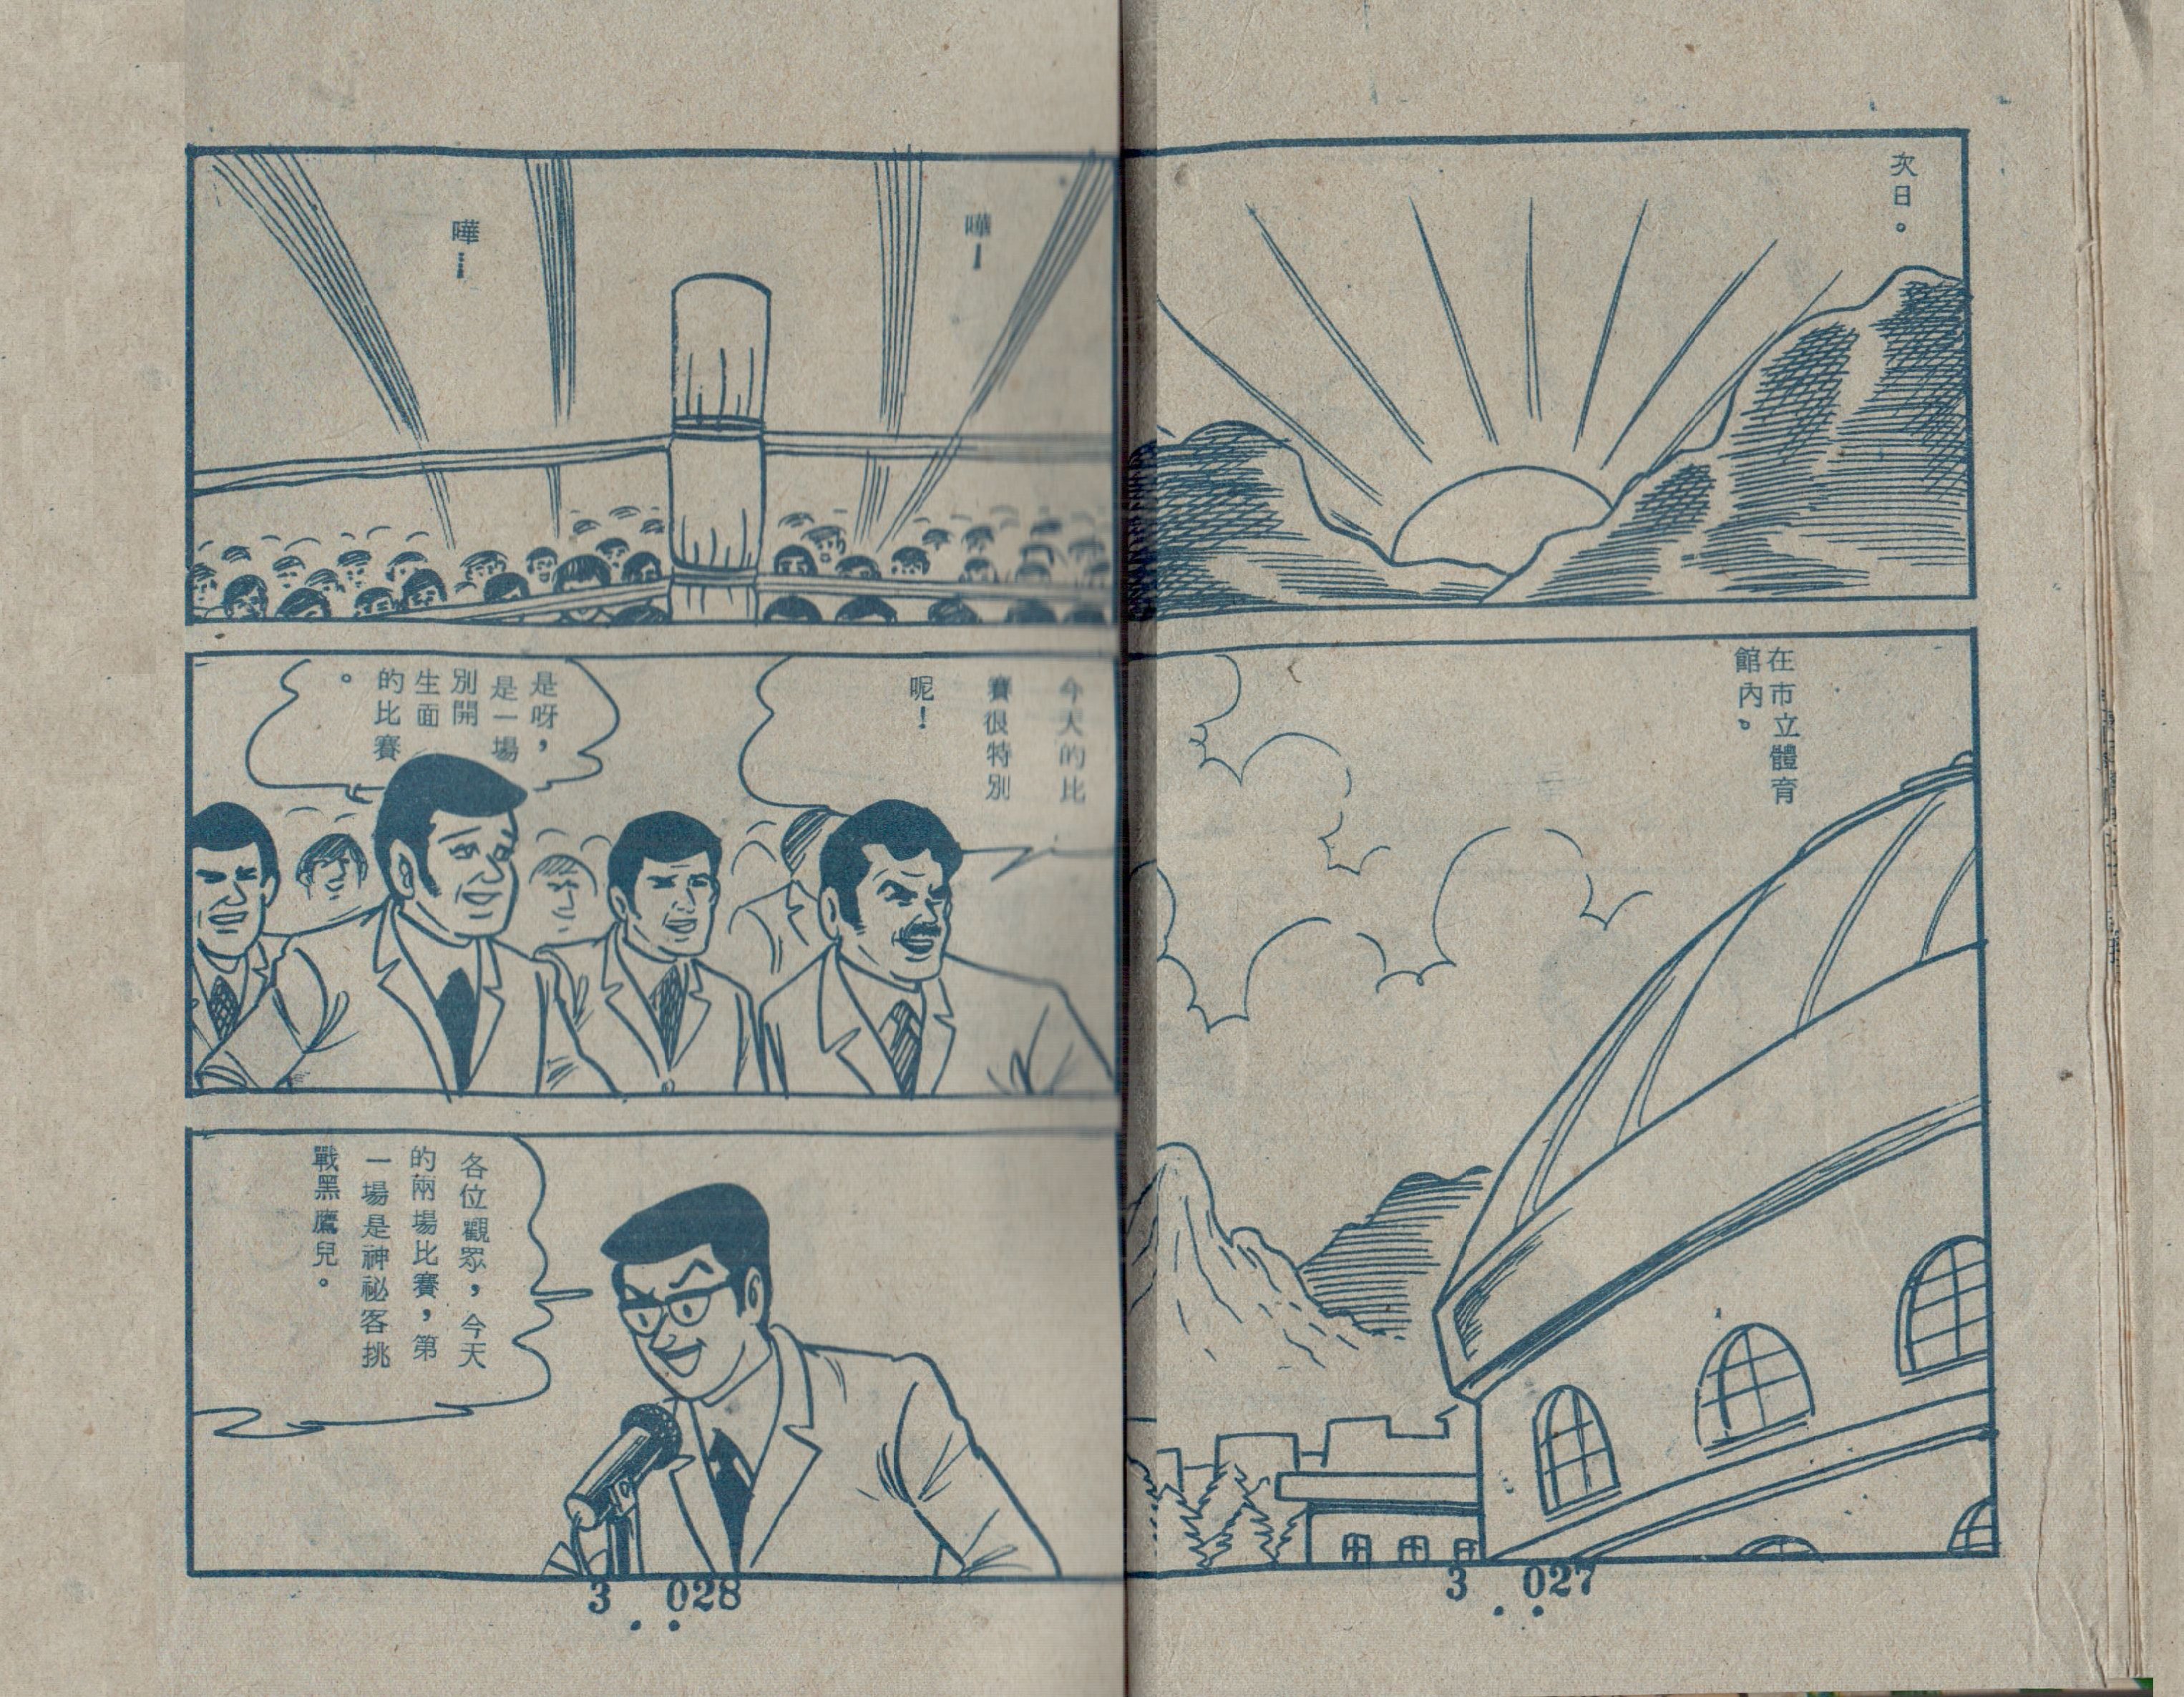 次日。
在市立體育
館內。
3 027
嘩—
嘩⋯
今天的比
賽很特別
呢！
是呀，
是一場
別開
生面
的比賽
。
各位觀眾，今天
的兩場比賽，第
一場是神祕客挑
戰黑鷹兒。
3 028